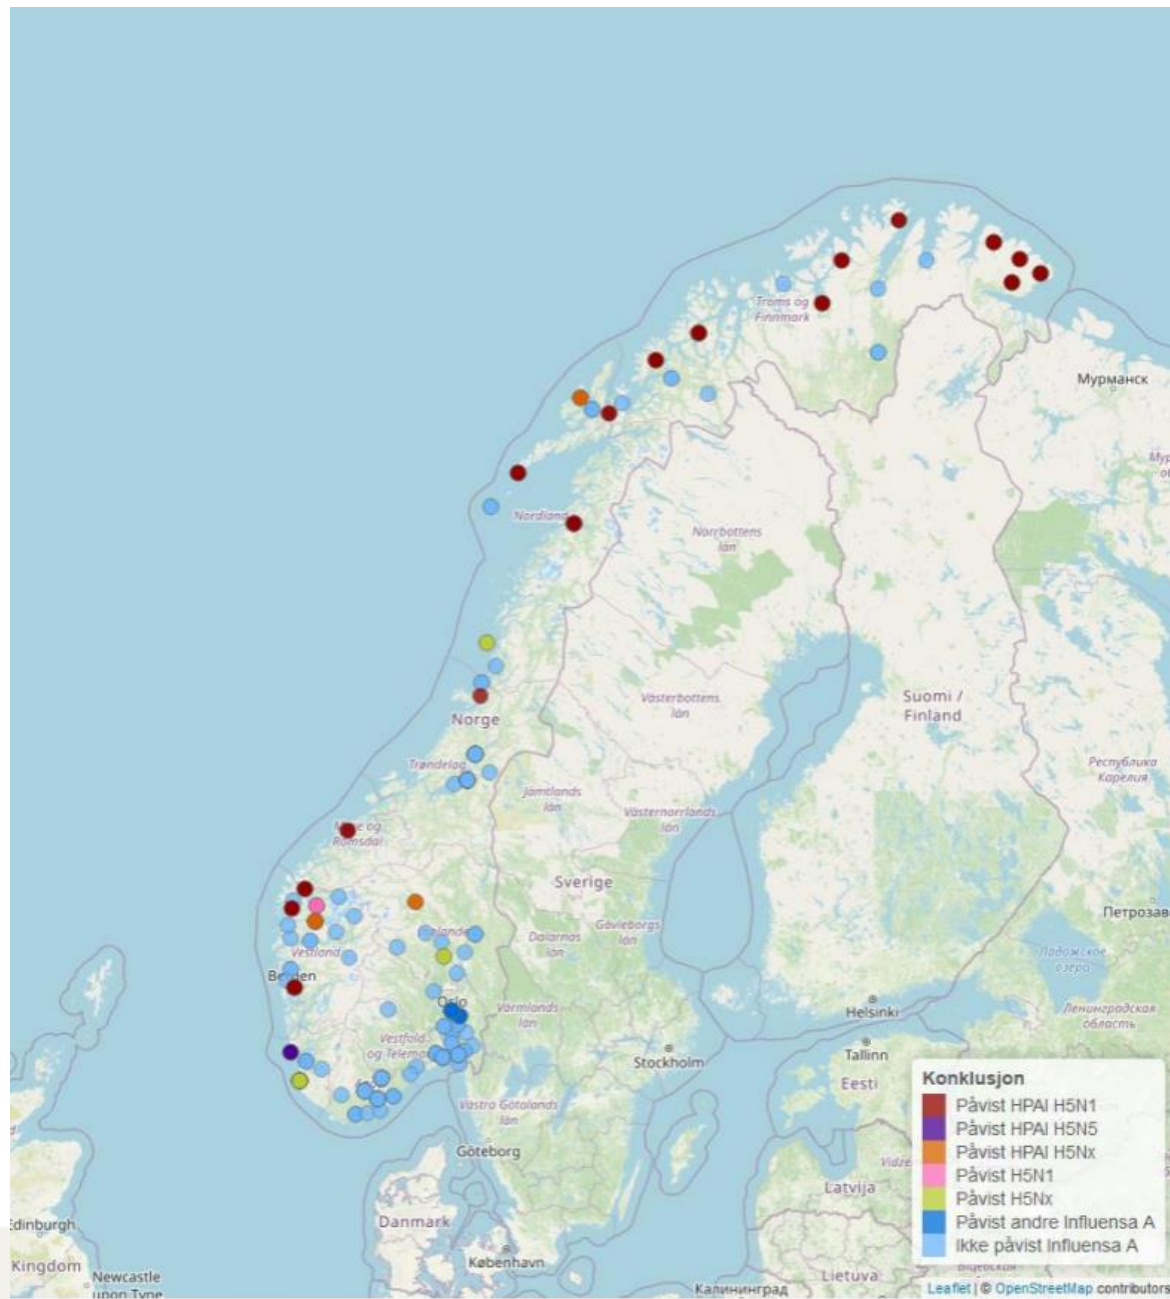 Troms og
Finnmark
Мурманск
Nordland
Norrbottens
län
Västerbottens
län
Suomi /
Finland
Norge
Trøndelag
Jämtlands
län
Västernorrlands
län
Республика
Карелия
og
Romsdal
Sverige
Gävleborgs
län
Dalarnas
län
Петрозав
Vestland
Ладожское
озеро
Oslo
Värmlands
län
Helsinki
Ленинградская
область
Vestfold
og Telema
Stockholm
Tallinn
Eesti
Västra Götalands
län
Göteborg
Latvija
Danmark
København
Edinburgh
Kingdom
Newcastle
upon Tyne
Lietuva
Калининград
Konklusjon
Påvist HPAI H5N1
Påvist HPAI H5N5
Påvist HPAI H5Nx
Påvist H5N1
Påvist H5Nx
Påvist andre Influensa A
Ikke påvist Influensa A
Leaflet | © OpenStreetMap contributors